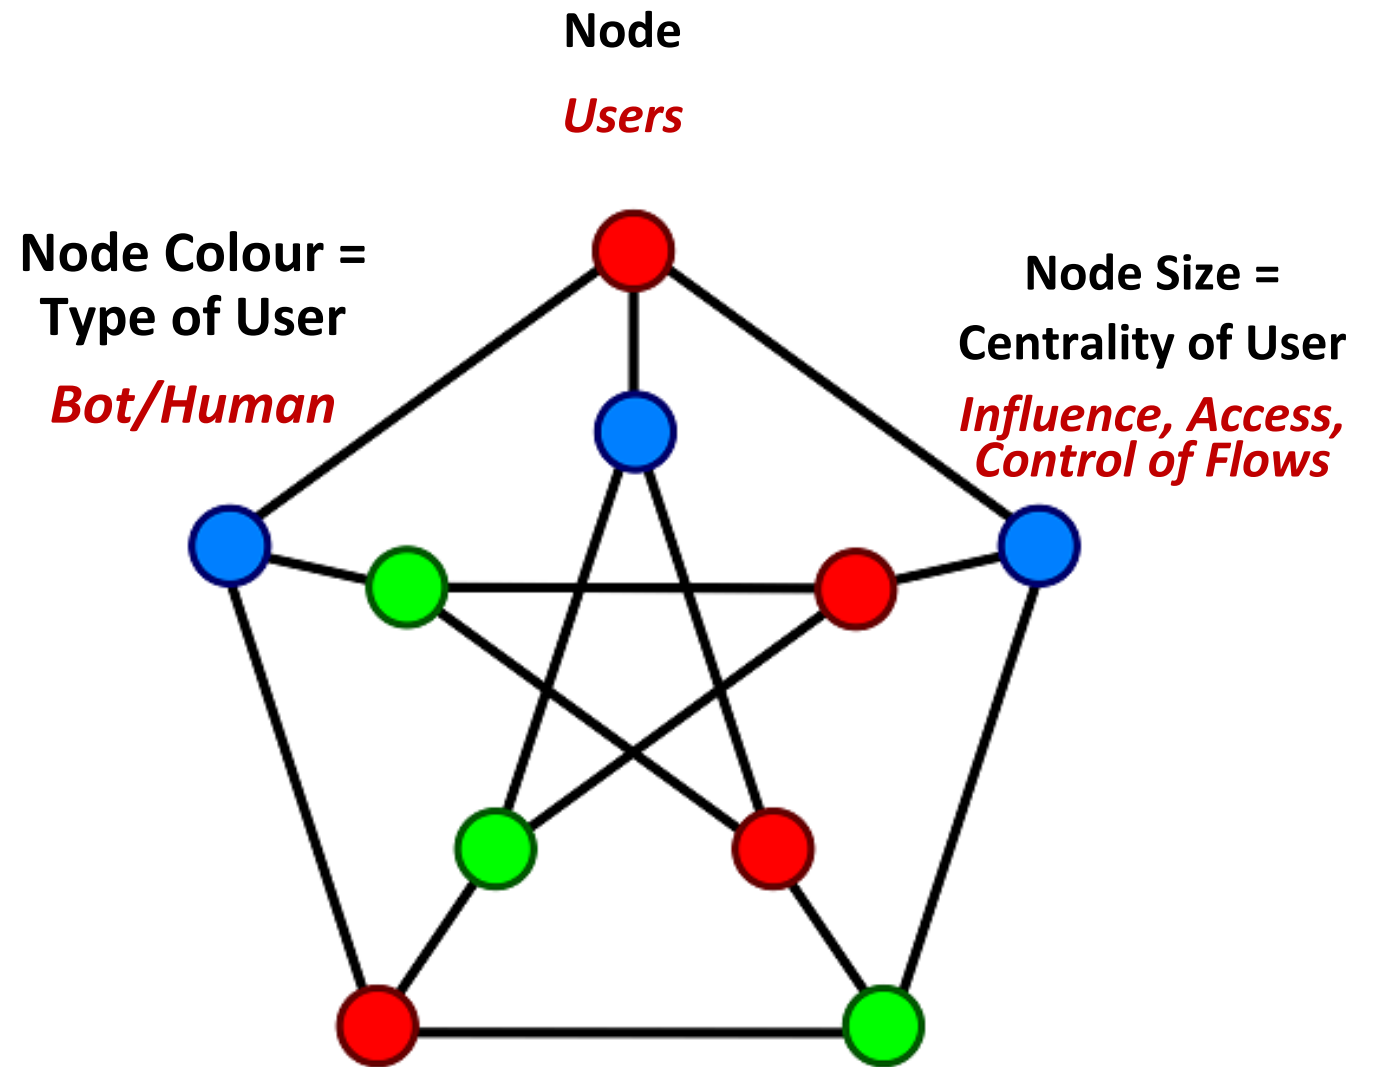 Node
Users
Node Colour =
Type of User
Bot/Human
Node Size =
Centrality of User
Influence, Access,
Control of Flows